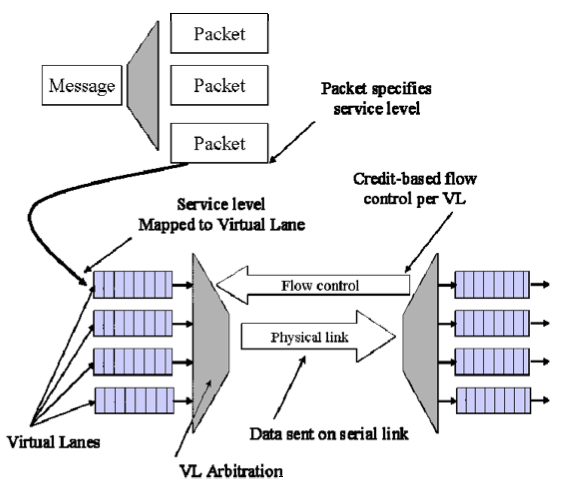 Packet
Message
Packet
Packet
Packet specifies
service level
Credit-based flow
control per VL
Service level
Mapped to Virtual Lane
Flow control
Physical link
Data sent on serial link
Virtual Lanes
VL Arbitration